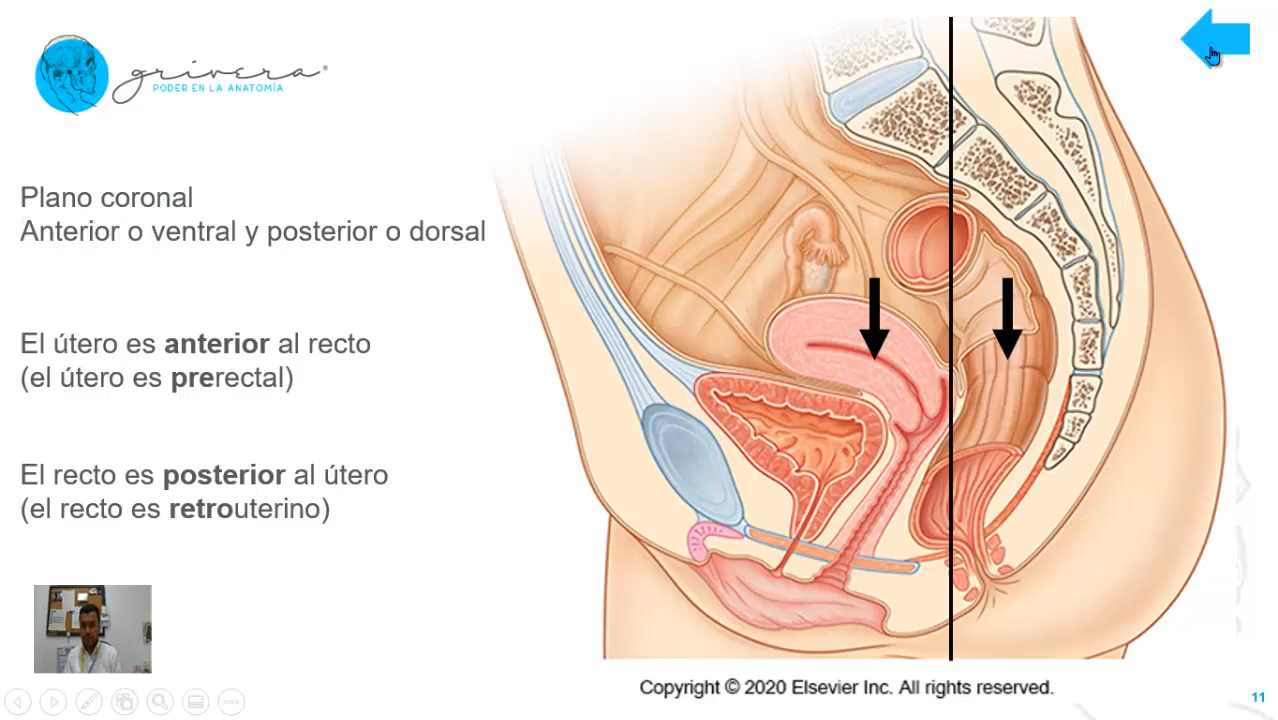 grivera®
PODER EN LA ANATOMÍA
Plano coronal
Anterior o ventral y posterior o dorsal
El útero es anterior al recto
(el útero es prerectal)
El recto es posterior al útero
(el recto es retrouterino)
Copyright © 2020 Elsevier Inc. All rights reserved.
11